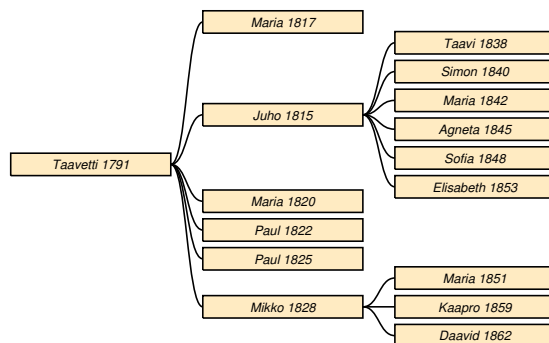 Maria 1817
Taavi 1838
Simon 1840
Maria 1842
Juho 1815
Agneta 1845
Taavetti 1791
Sofia 1848
Elisabeth 1853
Maria 1820
Paul 1822
Paul 1825
Maria 1851
Mikko 1828
Kaapro 1859
Daavid 1862